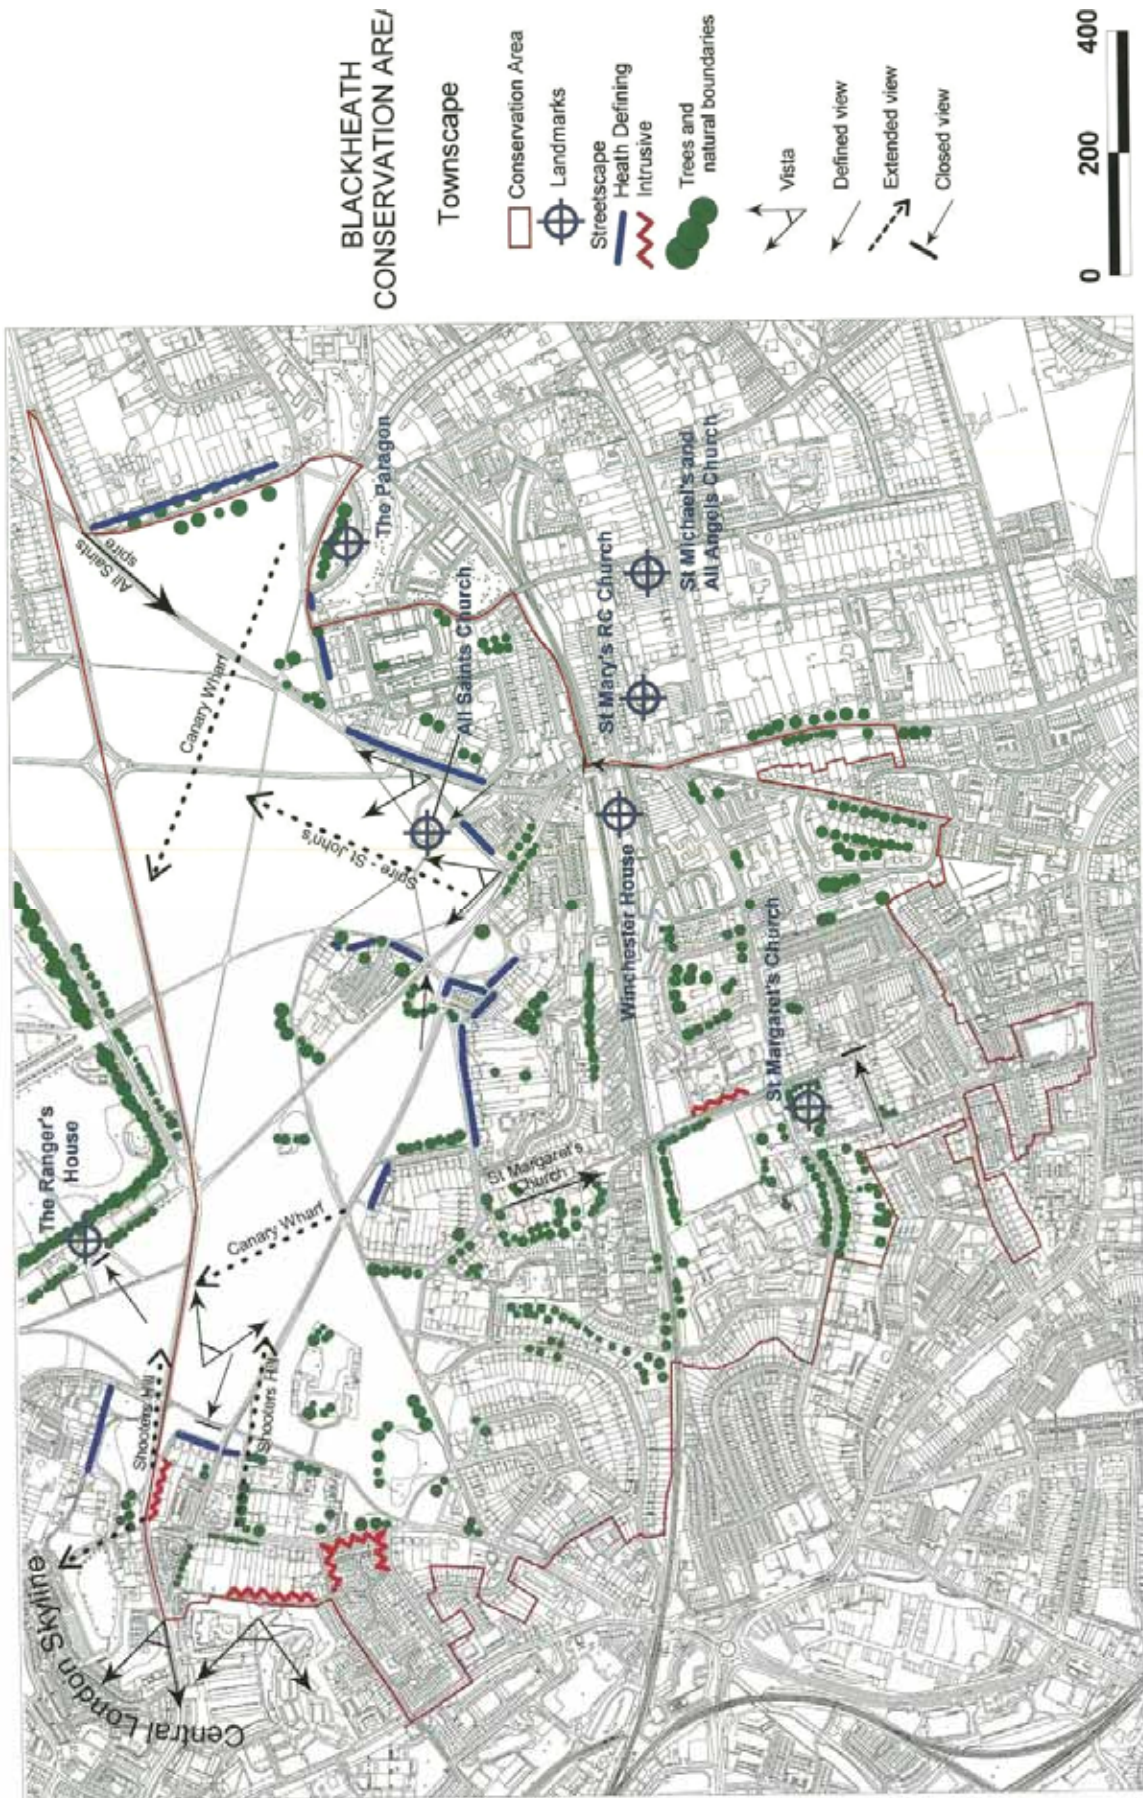 BLACKHEATH
CONSERVATION AREA
Townscape
Conservation Area
Landmarks
Streetscape
Heath Defining
Intrusive
Trees and
natural boundaries
Vista
Defined view
Extended view
Closed view
0 200 400
Central London Skyline
Shooters Hill
Shooters Hill
The Ranger's
House
Canary Wharf
St Margaret's
Church
St Margaret's Church
Winchester House
Spire - St John's
Canary Wharf
All Saints
spire
All Saints Church
The Paragon
St Mary's RC Church
St Michael's and
All Angels Church